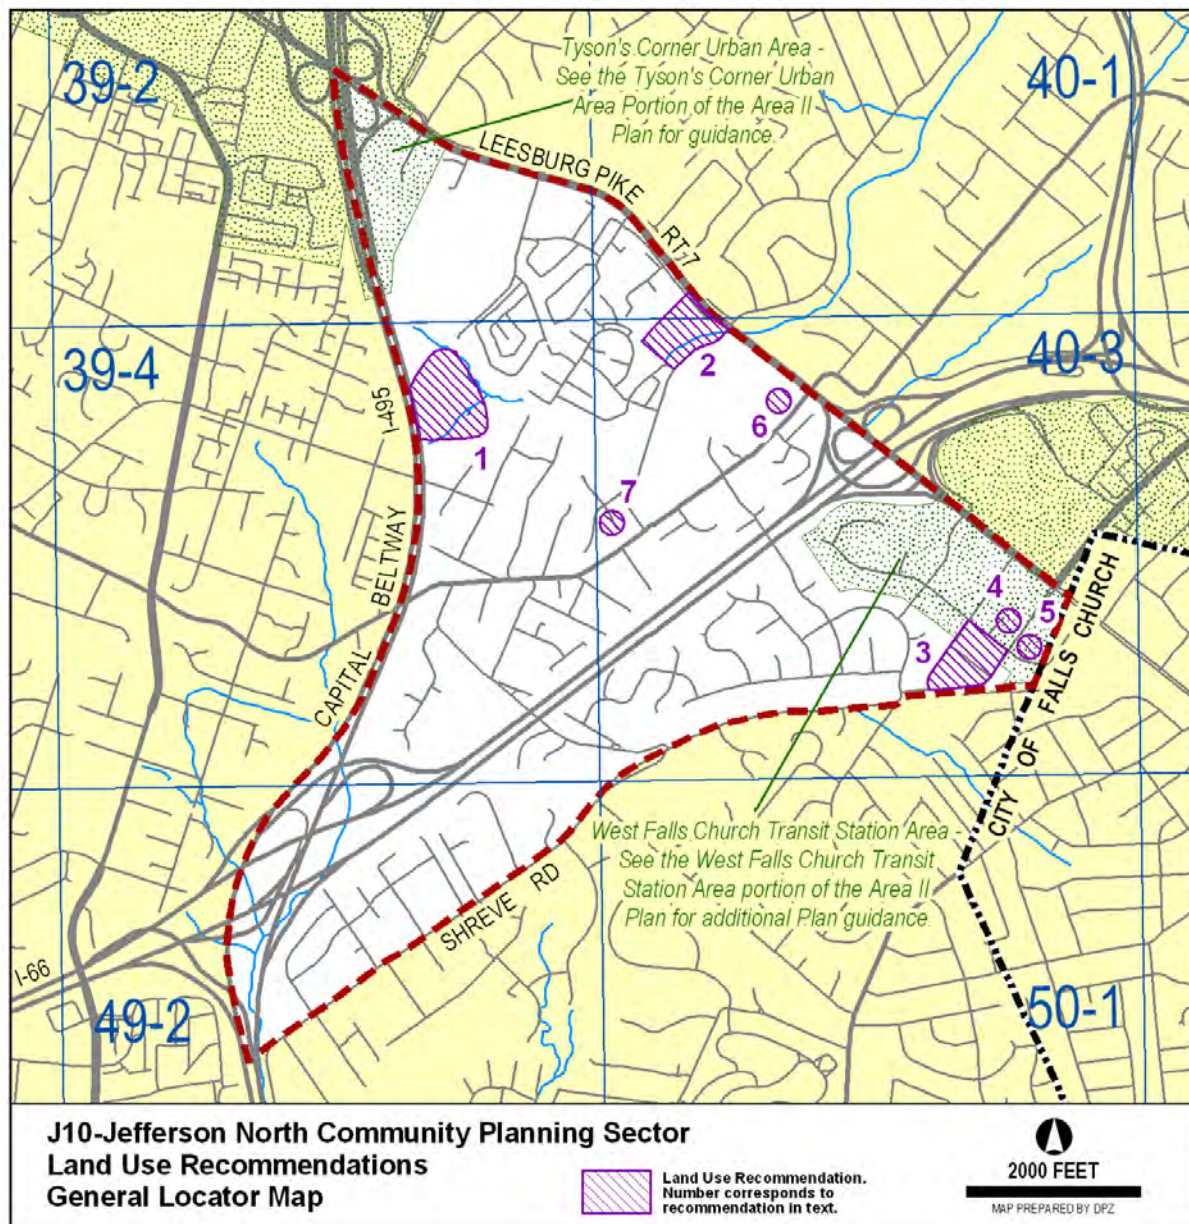 39-2
Tyson's Corner Urban Area -
See the Tyson's Corner Urban
Area Portion of the Area II
Plan for guidance.
40-1
LEESBURG PIKE
RT. 7
39-4
I-495
1
2
40-3
6
7
CAPITAL BELTWAY
4
5
3
CITY OF FALLS CHURCH
West Falls Church Transit Station Area -
See the West Falls Church Transit
Station Area portion of the Area II
Plan for additional Plan guidance.
SHREVE RD
I-66
49-2
50-1
J10-Jefferson North Community Planning Sector
Land Use Recommendations
General Locator Map
Land Use Recommendation.
Number corresponds to
recommendation in text.
2000 FEET
MAP PREPARED BY DPZ